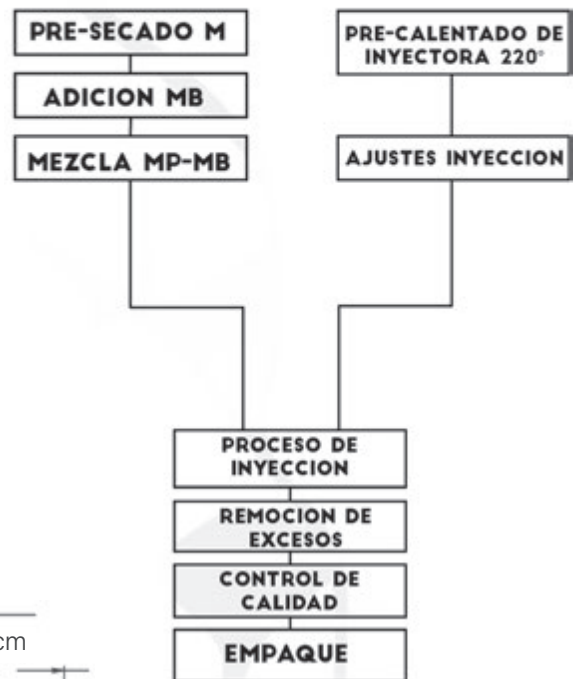 PRE-SECADO M
ADICION MB
MEZCLA MP-MB
PRE-CALENTADO DE
INYECTORA 220°
AJUSTES INYECCION
PROCESO DE
INYECCION
REMOCION DE
EXCESOS
CONTROL DE
CALIDAD
EMPAQUE
cm